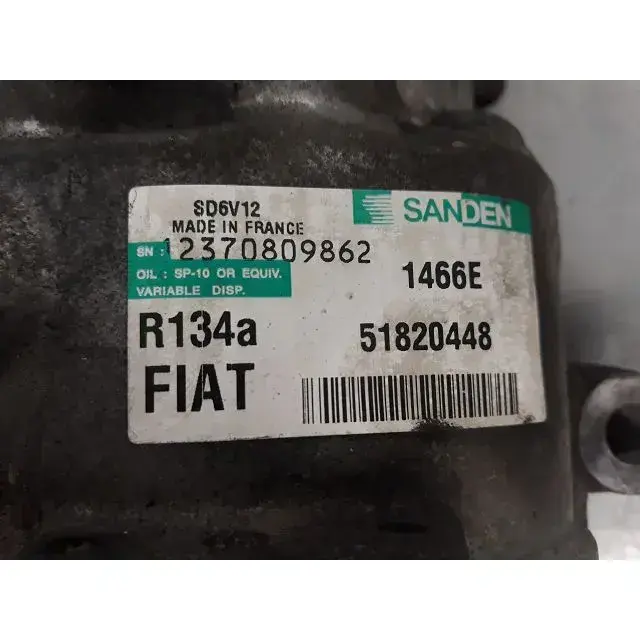 SD6V12
MADE IN FRANCE
SANDEN
SN : 12370809862
OIL : SP-10 OR EQUIV.
VARIABLE DISP.
1466E
R134a
51820448
FIAT